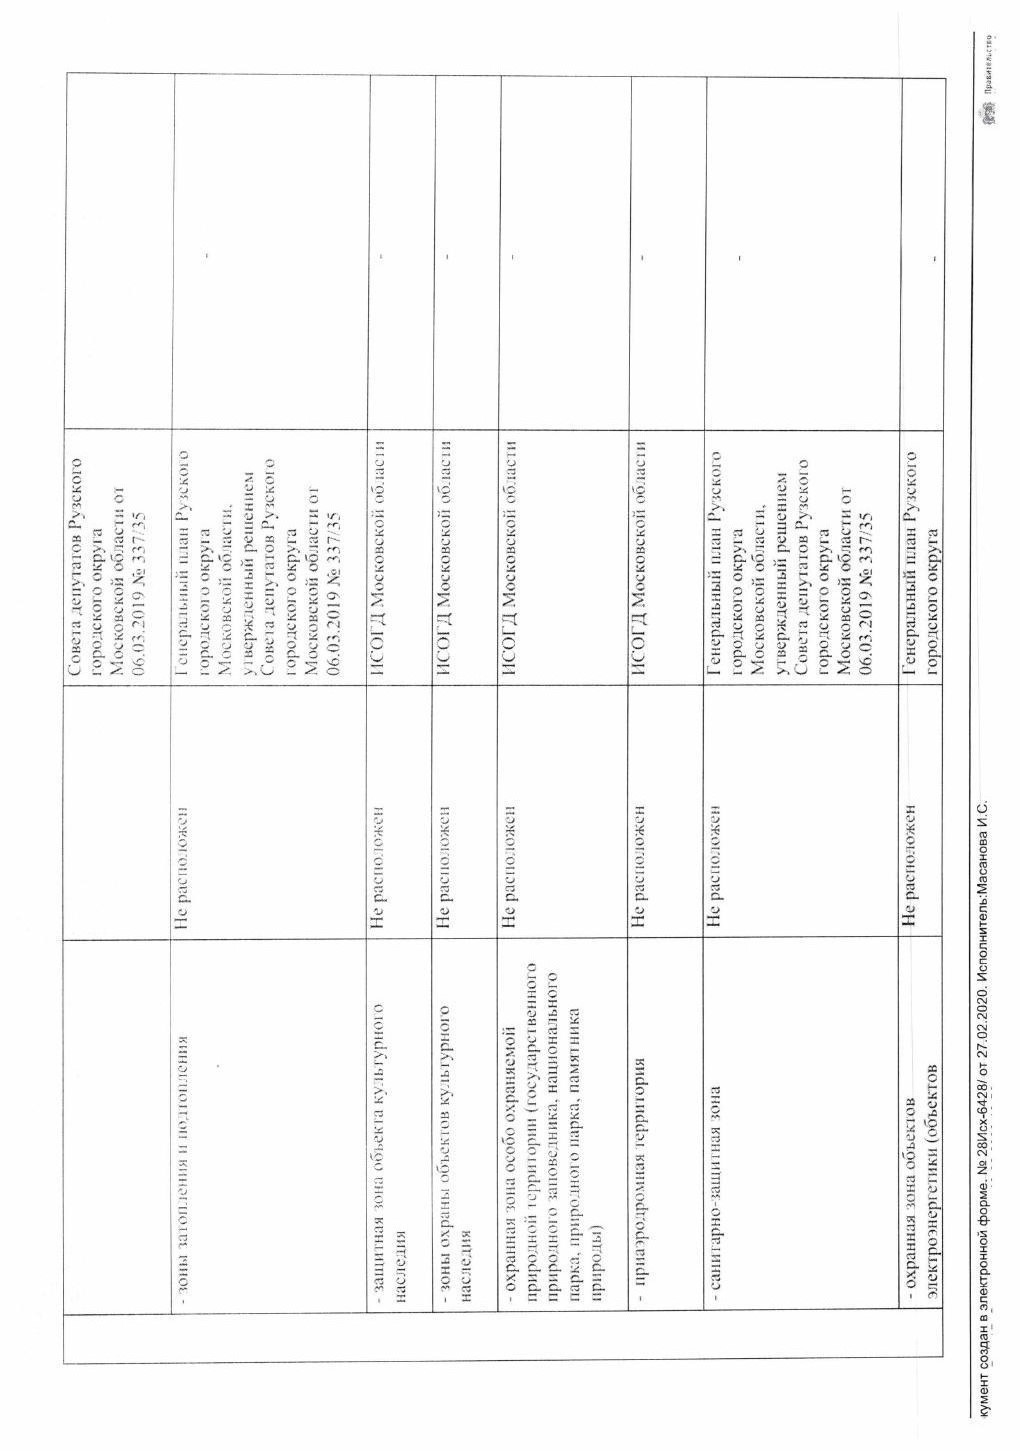 Совета депутатов Рузского
городского округа
Московской области от
06.03.2019 № 337/35
- зоны затопления и подтопления
Не расположен
Генеральный план Рузского
городского округа
Московской области,
утвержденный решением
Совета депутатов Рузского
городского округа
Московской области от
06.03.2019 № 337/35
-
- защитная зона объекта культурного
наследия
Не расположен
ИСОГД Московской области
-
- зоны охраны объектов культурного
наследия
Не расположен
ИСОГД Московской области
-
- охранная зона особо охраняемой
природной территории (государственного
природного заповедника, национального
парка, природного парка, памятника
природы)
Не расположен
ИСОГД Московской области
-
- приаэродромная территория
Не расположен
ИСОГД Московской области
-
- санитарно-защитная зона
Не расположен
Генеральный план Рузского
городского округа
Московской области,
утвержденный решением
Совета депутатов Рузского
городского округа
Московской области от
06.03.2019 № 337/35
-
- охранная зона объектов
электроэнергетики (объектов
Не расположен
Генеральный план Рузского
городского округа
-
кумент создан в электронной форме. № 28Исх-6428/ от 27.02.2020. Исполнитель:Масанова И.С.
Правительство